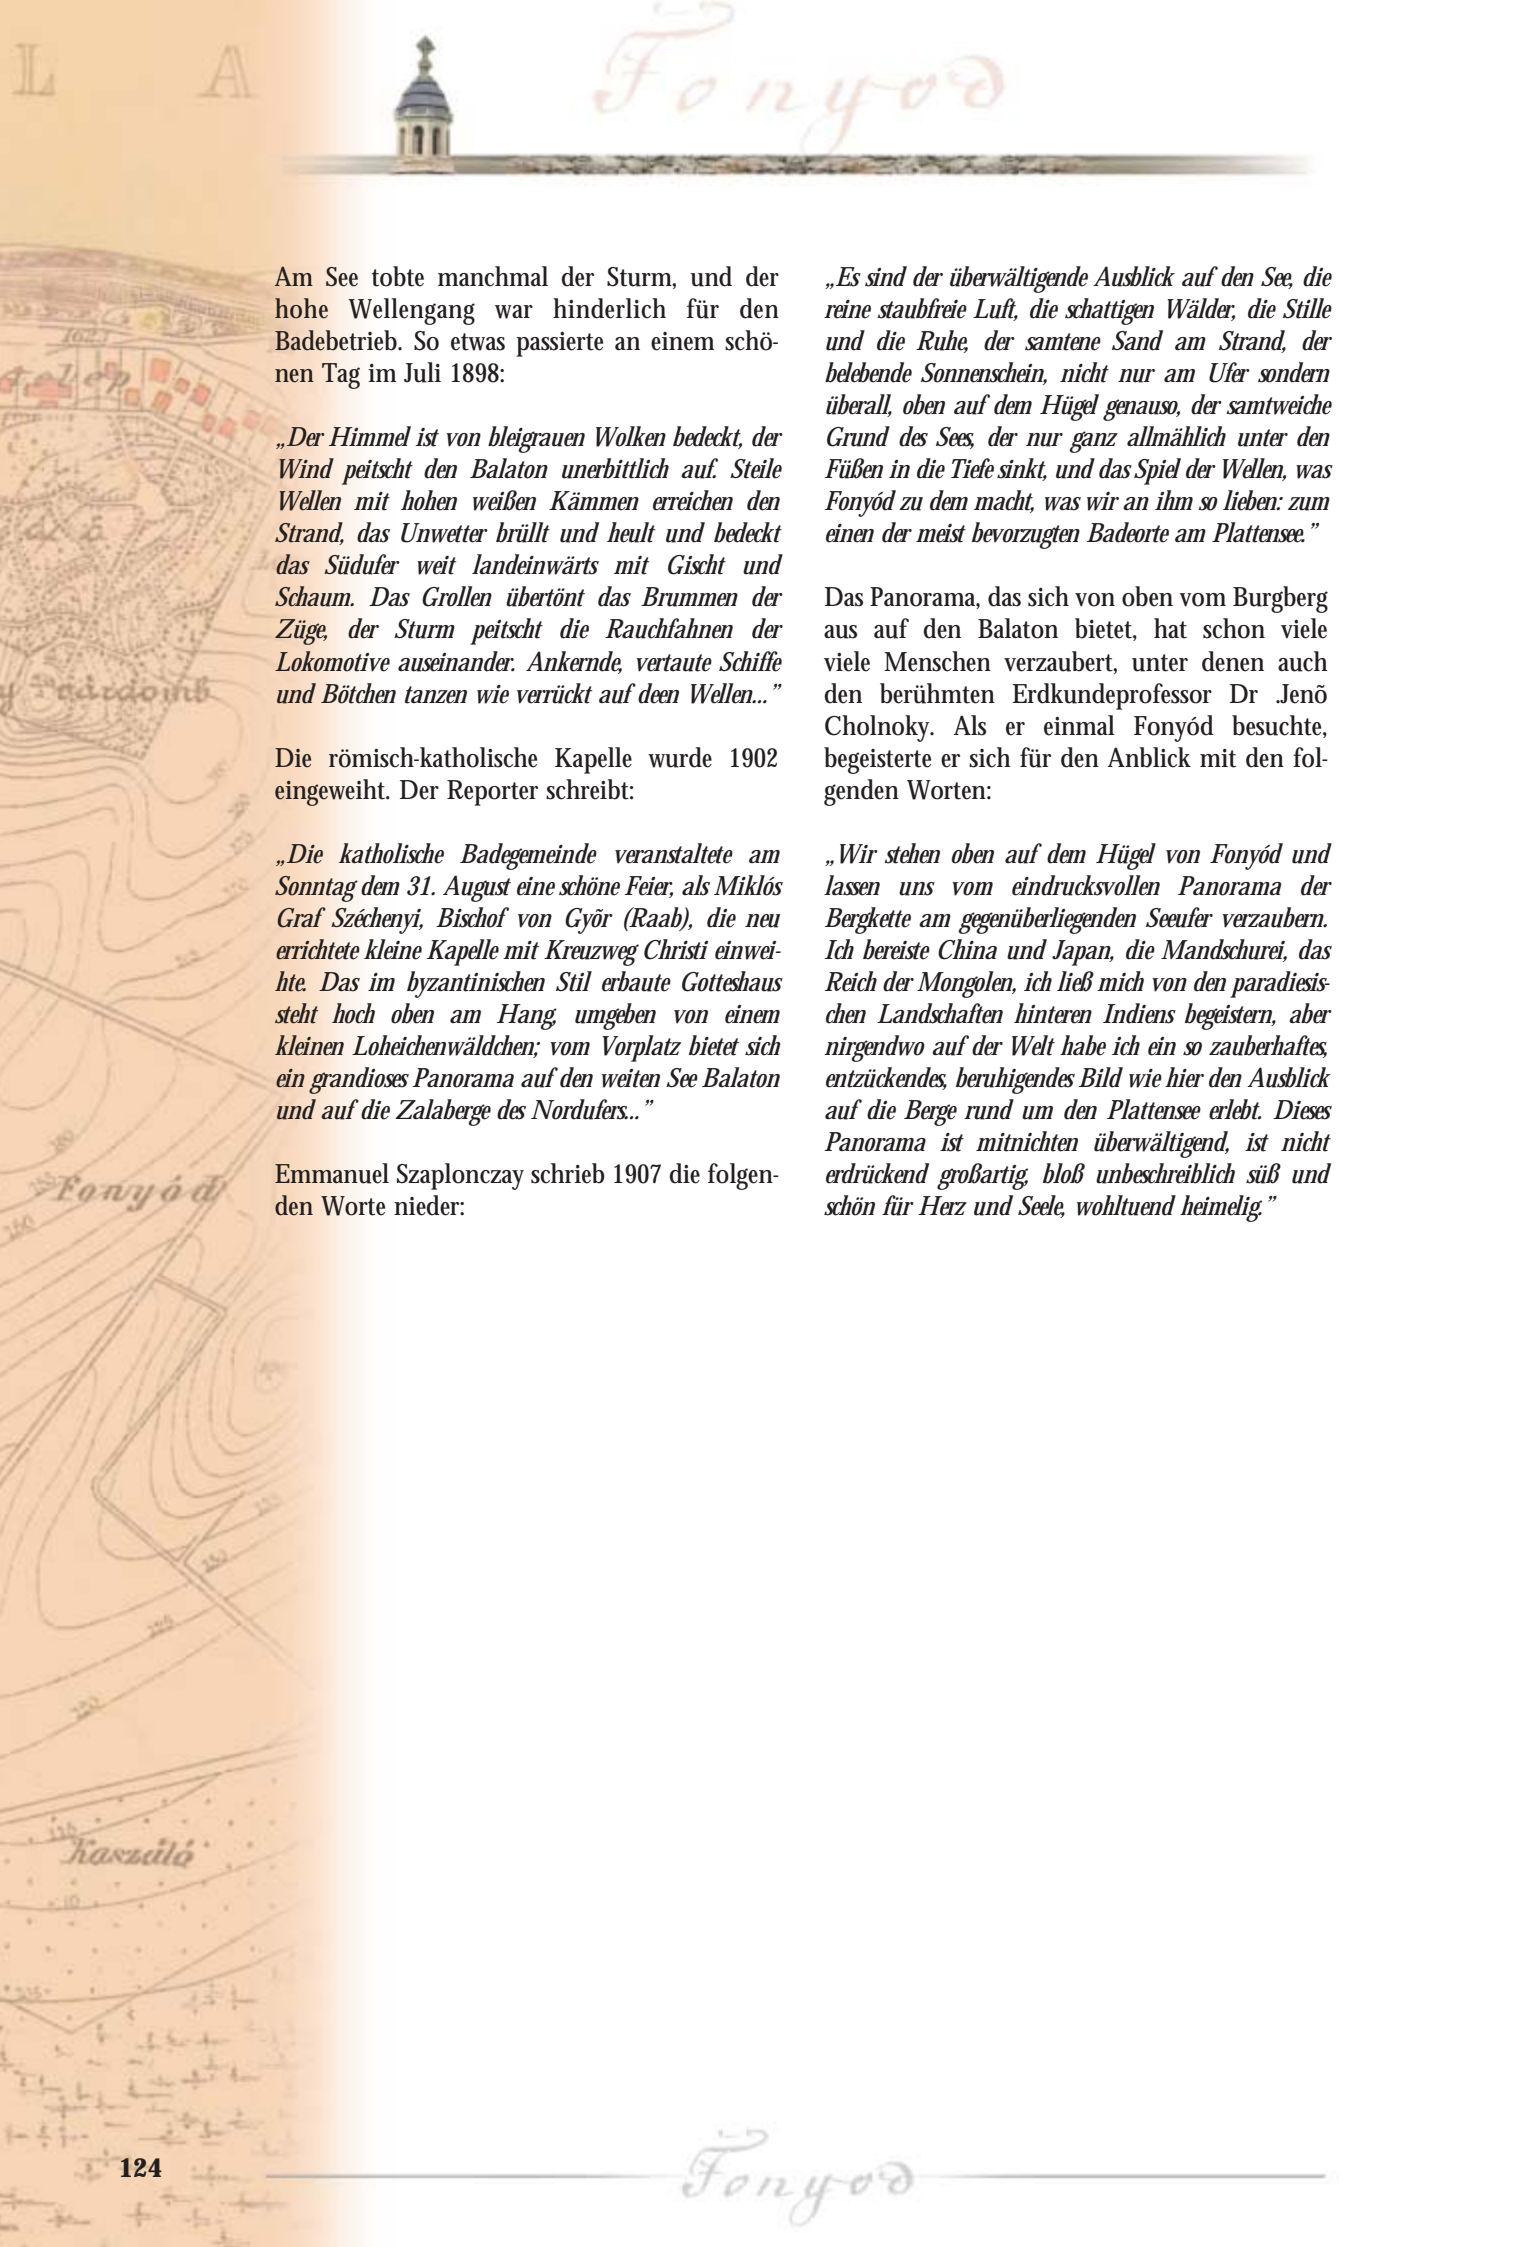 L A
Fonyod
Am See tobte manchmal der Sturm, und der
hohe Wellengang war hinderlich für den
Badebetrieb. So etwas passierte an einem schö-
nen Tag im Juli 1898:
„Der Himmel ist von bleigrauen Wolken bedeckt, der
Wind peitscht den Balaton unerbittlich auf. Steile
Wellen mit hohen weißen Kämmen erreichen den
Strand, das Unwetter brüllt und heult und bedeckt
das Südufer weit landeinwärts mit Gischt und
Schaum. Das Grollen übertönt das Brummen der
Züge, der Sturm peitscht die Rauchfahnen der
Lokomotive auseinander. Ankernde, vertaute Schiffe
und Bötchen tanzen wie verrückt auf deen Wellen...”
Die römisch-katholische Kapelle wurde 1902
eingeweiht. Der Reporter schreibt:
„Die katholische Badegemeinde veranstaltete am
Sonntag dem 31. August eine schöne Feier, als Miklós
Graf Széchenyi, Bischof von Gyõr (Raab), die neu
errichtete kleine Kapelle mit Kreuzweg Christi einwei-
hte. Das im byzantinischen Stil erbaute Gotteshaus
steht hoch oben am Hang, umgeben von einem
kleinen Loheichenwäldchen; vom Vorplatz bietet sich
ein grandioses Panorama auf den weiten See Balaton
und auf die Zalaberge des Nordufers...”
Emmanuel Szaplonczay schrieb 1907 die folgen-
den Worte nieder:
„Es sind der überwältigende Ausblick auf den See, die
reine staubfreie Luft, die schattigen Wälder, die Stille
und die Ruhe, der samtene Sand am Strand, der
belebende Sonnenschein, nicht nur am Ufer sondern
überall, oben auf dem Hügel genauso, der samtweiche
Grund des Sees, der nur ganz allmählich unter den
Füßen in die Tiefe sinkt, und das Spiel der Wellen, was
Fonyód zu dem macht, was wir an ihm so lieben: zum
einen der meist bevorzugten Badeorte am Plattensee.”
Das Panorama, das sich von oben vom Burgberg
aus auf den Balaton bietet, hat schon viele
viele Menschen verzaubert, unter denen auch
den berühmten Erdkundeprofessor Dr .Jenõ
Cholnoky. Als er einmal Fonyód besuchte,
begeisterte er sich für den Anblick mit den fol-
genden Worten:
„Wir stehen oben auf dem Hügel von Fonyód und
lassen uns vom eindrucksvollen Panorama der
Bergkette am gegenüberliegenden Seeufer verzaubern.
Ich bereiste China und Japan, die Mandschurei, das
Reich der Mongolen, ich ließ mich von den paradiesis-
chen Landschaften hinteren Indiens begeistern, aber
nirgendwo auf der Welt habe ich ein so zauberhaftes,
entzückendes, beruhigendes Bild wie hier den Ausblick
auf die Berge rund um den Plattensee erlebt. Dieses
Panorama ist mitnichten überwältigend, ist nicht
erdrückend großartig, bloß unbeschreiblich süß und
schön für Herz und Seele, wohltuend heimelig.”
Fonyód
Kaszáló
124
Fonyod